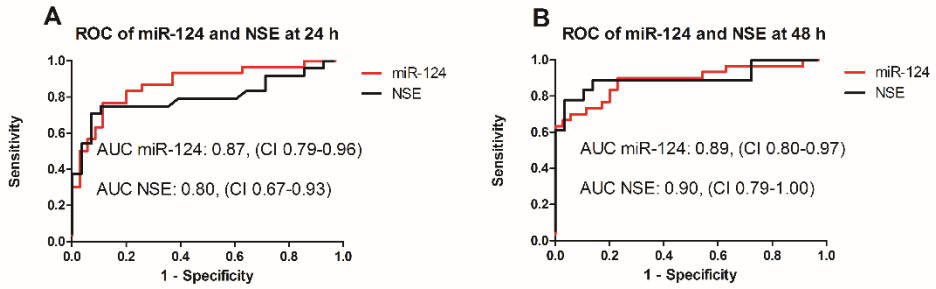 A
ROC of miR-124 and NSE at 24 h
Sensitivity
1.0
0.8
0.6
0.4
0.2
0.0
miR-124
NSE
AUC miR-124: 0.87, (CI 0.79-0.96)
AUC NSE: 0.80, (CI 0.67-0.93)
0.0 0.2 0.4 0.6 0.8 1.0
1 - Specificity
B
ROC of miR-124 and NSE at 48 h
Sensitivity
1.0
0.8
0.6
0.4
0.2
0.0
miR-124
NSE
AUC miR-124: 0.89, (CI 0.80-0.97)
AUC NSE: 0.90, (CI 0.79-1.00)
0.0 0.2 0.4 0.6 0.8 1.0
1 - Specificity